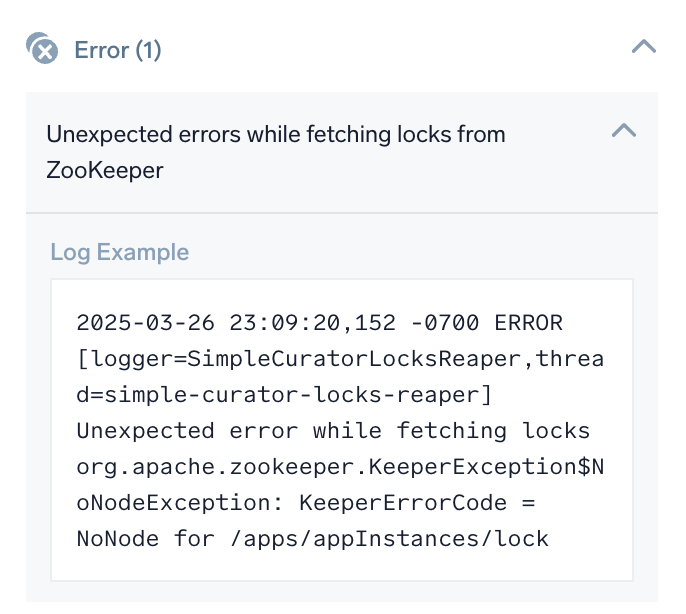 Error (1)
Unexpected errors while fetching locks from
ZooKeeper
Log Example
2025-03-26 23:09:20,152 -0700 ERROR
[logger=SimpleCuratorLocksReaper,threa
d=simple-curator-locks-reaper]
Unexpected error while fetching locks
org.apache.zookeeper.KeeperException$N
oNodeException: KeeperErrorCode =
NoNode for /apps/appInstances/lock